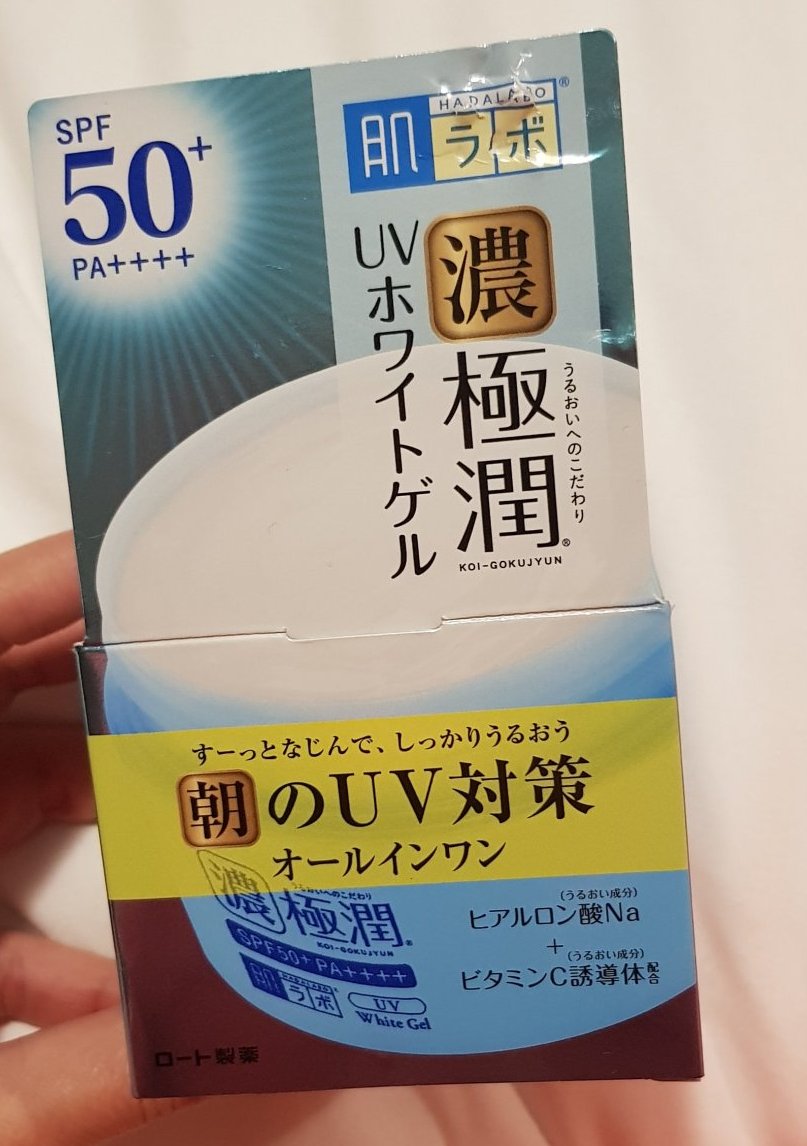 SPF
50+
PA++++
HADALABO®
肌ラボ
濃
極潤®
KOI-GOKUJYUN
うるおいへのこだわり
UVホワイトゲル
すーっとなじんで、しっかりうるおう
朝のUV対策
オールインワン
うるおいへのこだわり
濃極潤®
KOI-GOKUJYUN
SPF50+ PA++++
HADALABO®
肌ラボ
UV
White Gel
(うるおい成分)
ヒアルロン酸Na
+
(うるおい成分)
ビタミンC誘導体配合
ロート製薬